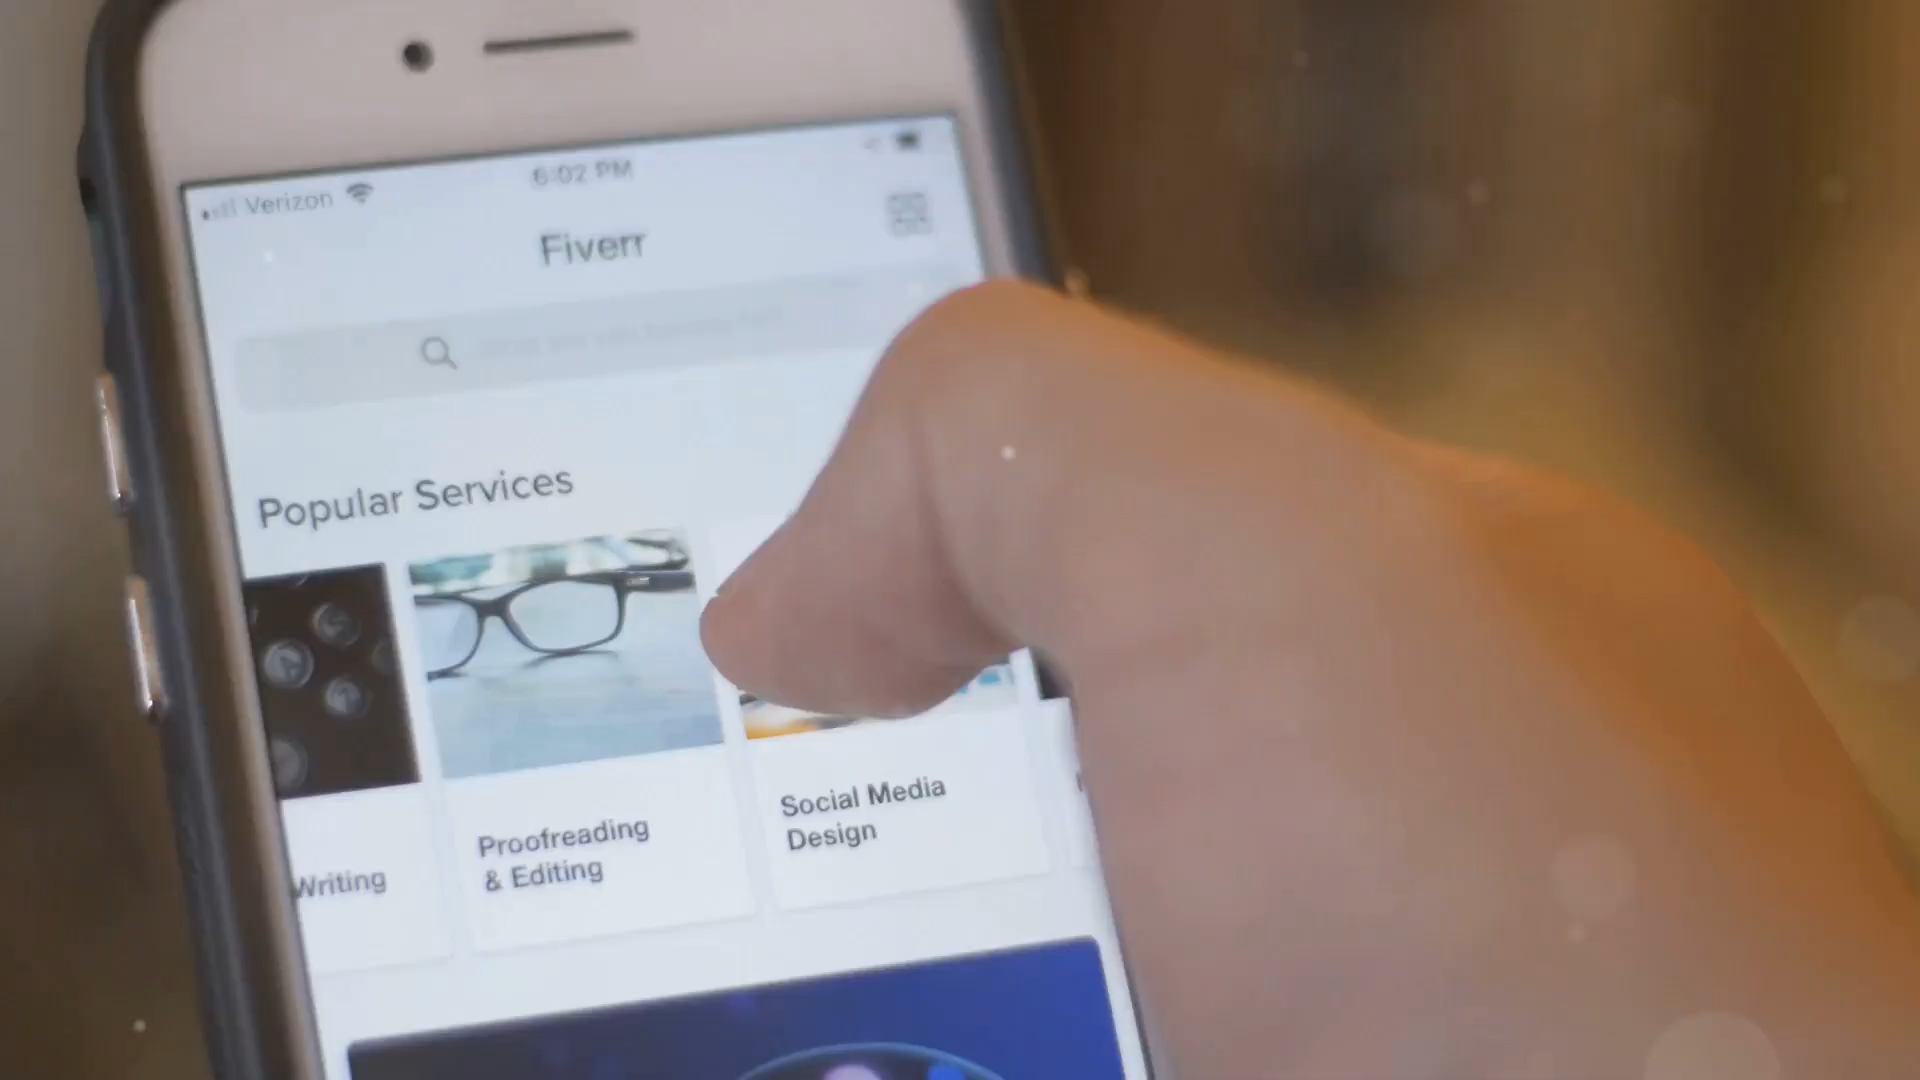 Verizon
6:02 PM
Fiverr
Popular Services
Writing
Proofreading
& Editing
Social Media
Design